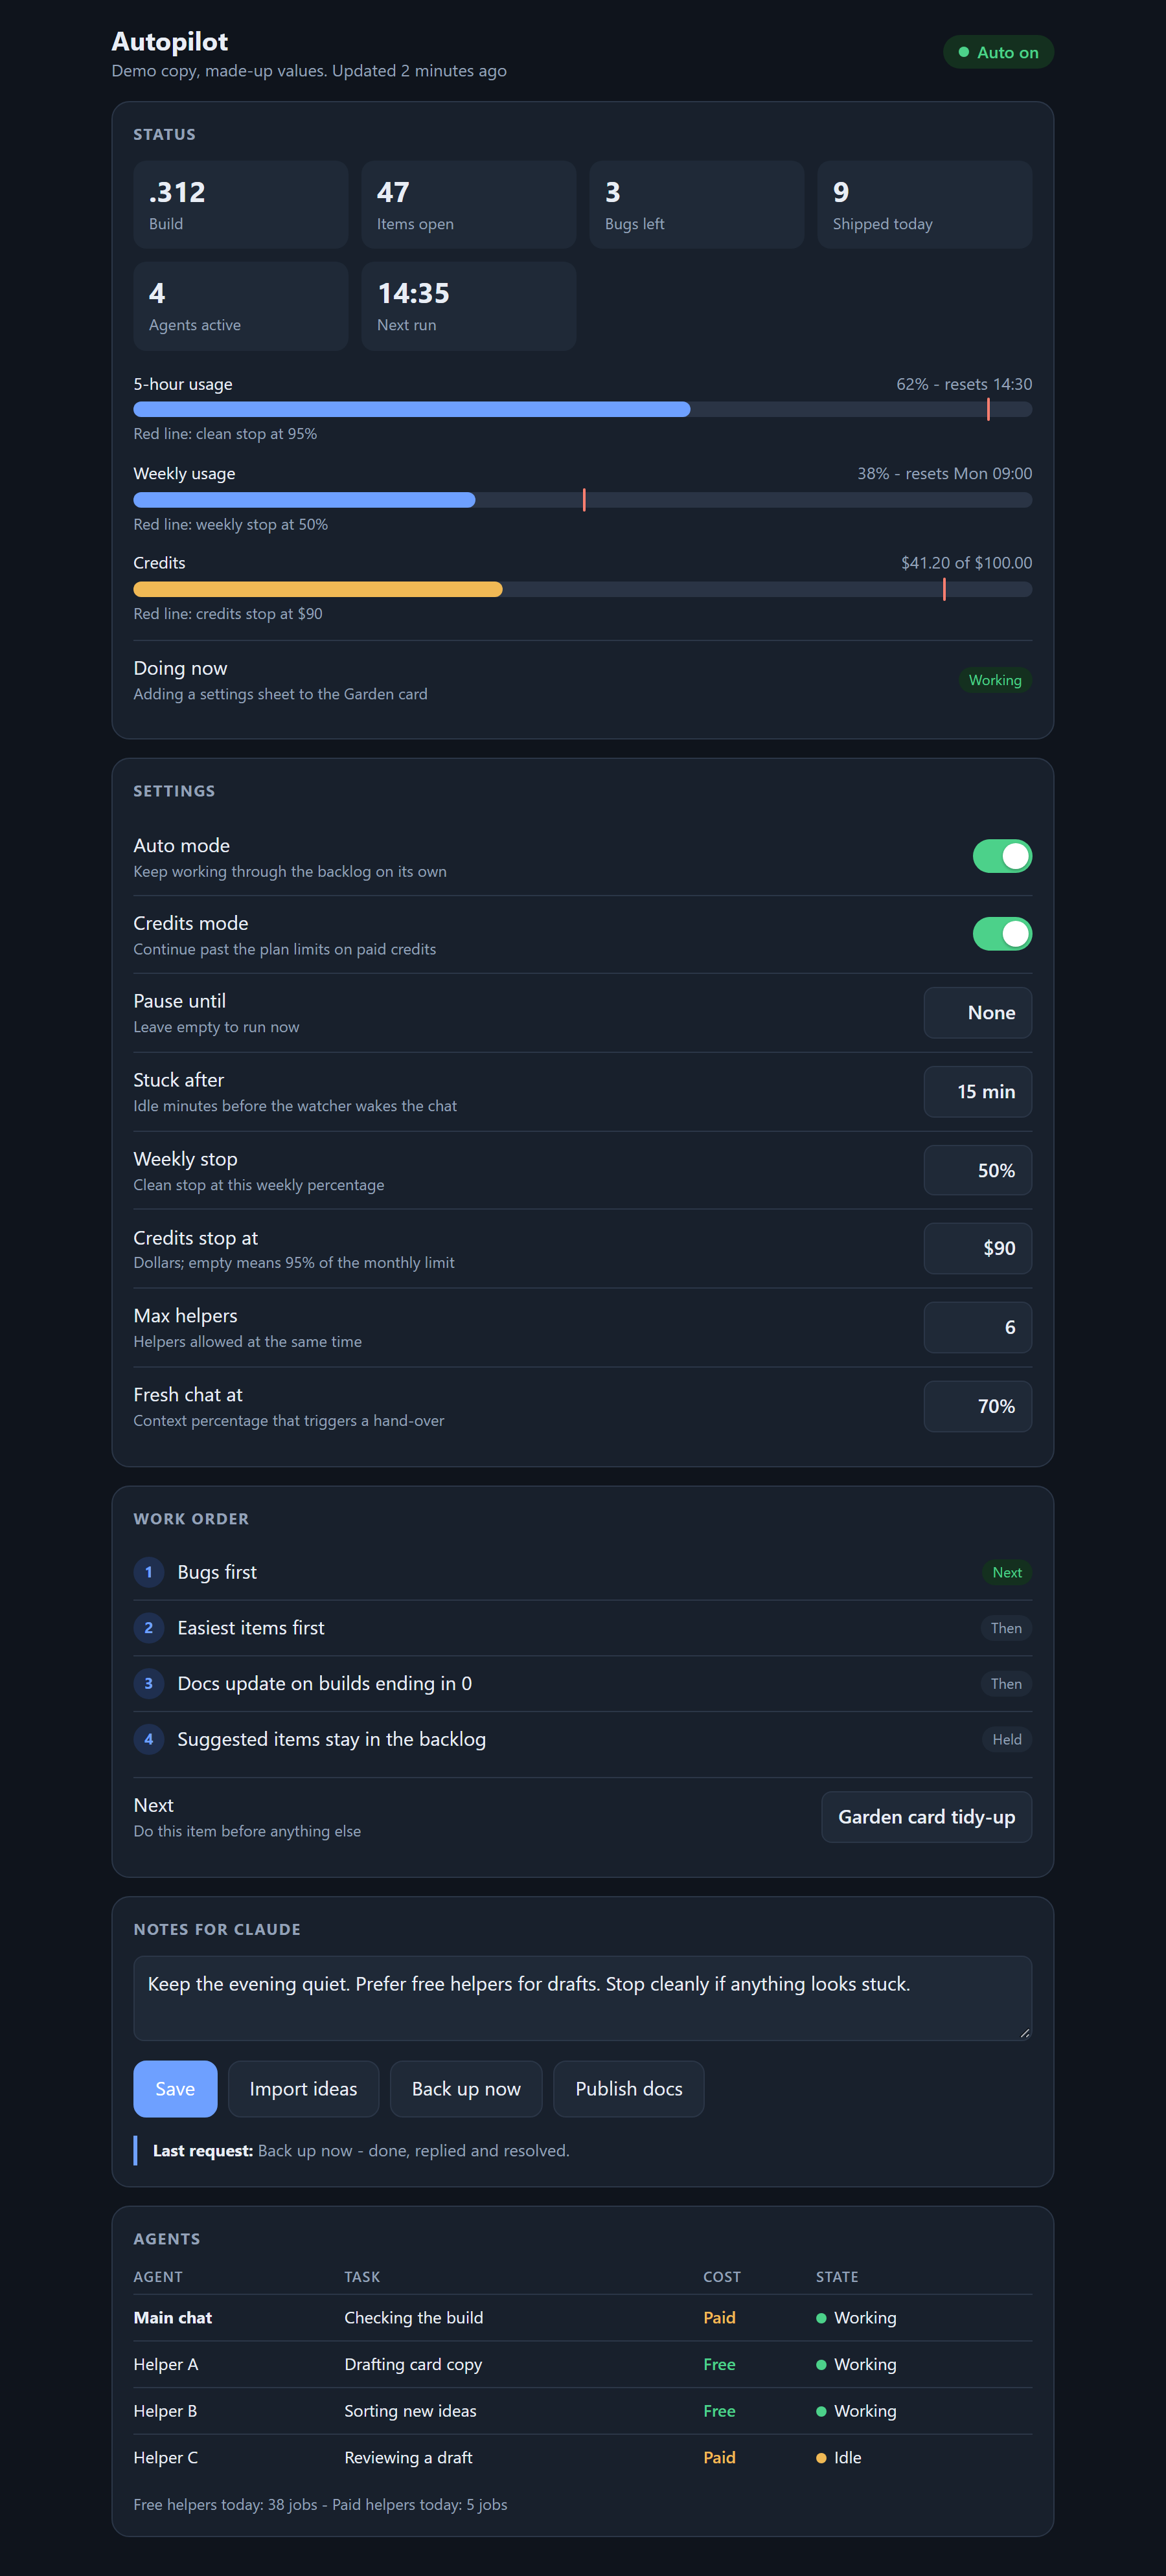 Autopilot
Demo copy, made-up values. Updated 2 minutes ago
Auto on
STATUS
.312
Build
47
Items open
3
Bugs left
9
Shipped today
4
Agents active
14:35
Next run
5-hour usage
62% - resets 14:30
Red line: clean stop at 95%
Weekly usage
38% - resets Mon 09:00
Red line: weekly stop at 50%
Credits
$41.20 of $100.00
Red line: credits stop at $90
Doing now
Adding a settings sheet to the Garden card
Working
SETTINGS
Auto mode
Keep working through the backlog on its own
Credits mode
Continue past the plan limits on paid credits
Pause until
Leave empty to run now
None
Stuck after
Idle minutes before the watcher wakes the chat
15 min
Weekly stop
Clean stop at this weekly percentage
50%
Credits stop at
Dollars; empty means 95% of the monthly limit
$90
Max helpers
Helpers allowed at the same time
6
Fresh chat at
Context percentage that triggers a hand-over
70%
WORK ORDER
1 Bugs first Next
2 Easiest items first Then
3 Docs update on builds ending in 0 Then
4 Suggested items stay in the backlog Held
Next
Do this item before anything else
Garden card tidy-up
NOTES FOR CLAUDE
Keep the evening quiet. Prefer free helpers for drafts. Stop cleanly if anything looks stuck.
Save Import ideas Back up now Publish docs
Last request: Back up now - done, replied and resolved.
AGENTS
AGENT TASK COST STATE
Main chat Checking the build Paid Working
Helper A Drafting card copy Free Working
Helper B Sorting new ideas Free Working
Helper C Reviewing a draft Paid Idle
Free helpers today: 38 jobs - Paid helpers today: 5 jobs